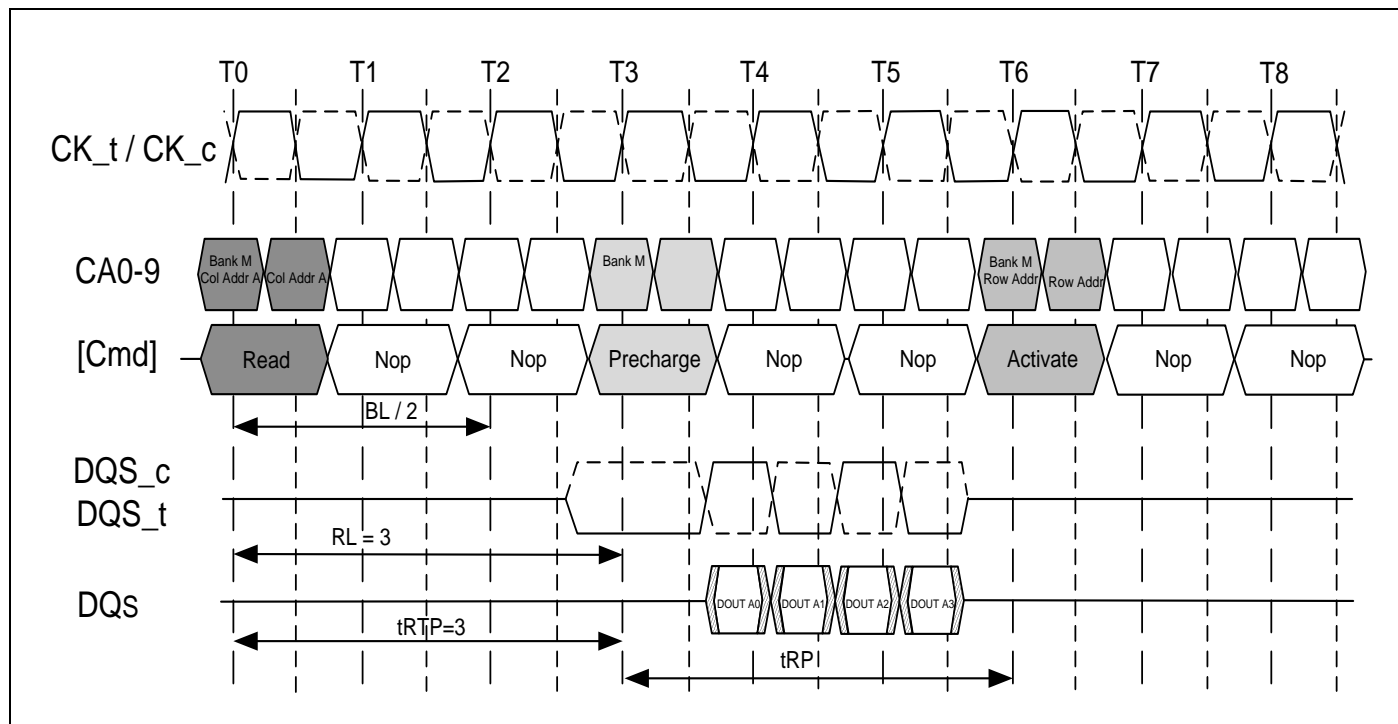 T0 T1 T2 T3 T4 T5 T6 T7 T8
CK_t / CK_c
CA0-9
Bank M
Col Addr A
Col Addr A
Bank M
Bank M
Row Addr
Row Addr
[Cmd]
Read Nop Nop Precharge Nop Nop Activate Nop Nop
BL / 2
DQS_c
DQS_t
RL = 3
DQs
DOUT A0 DOUT A1 DOUT A2 DOUT A3
tRTP=3
tRP